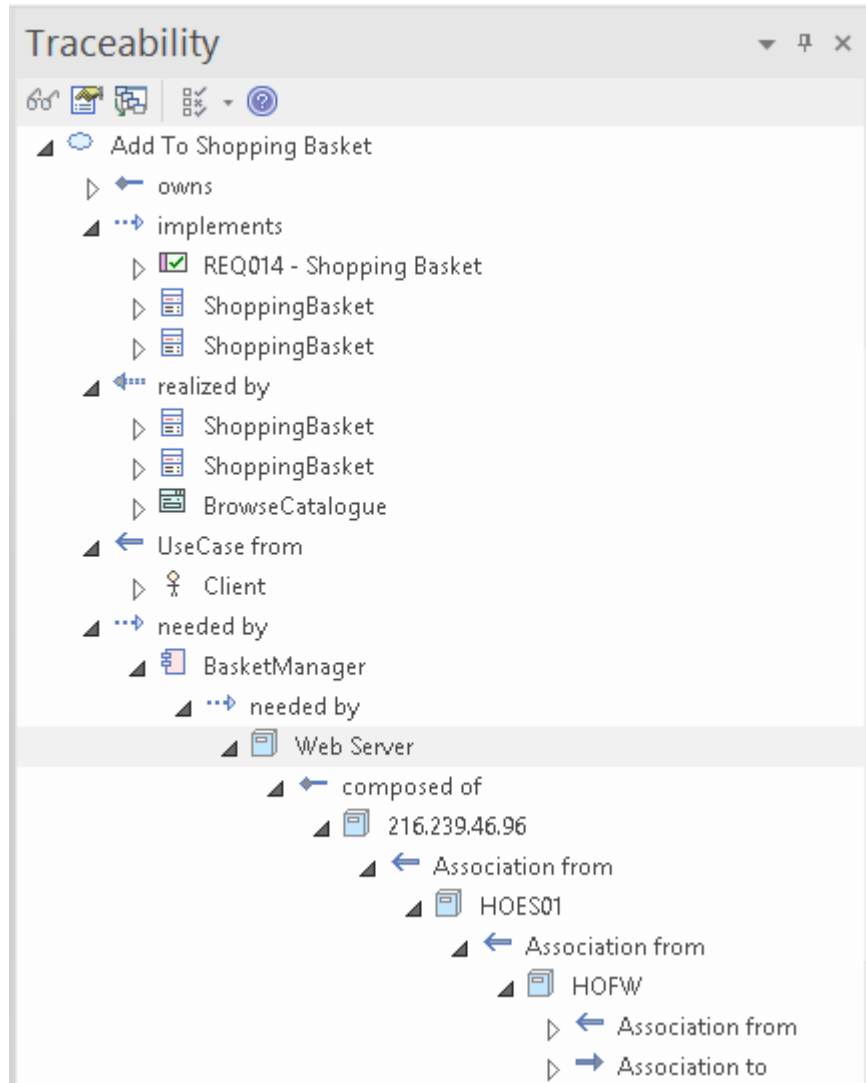 Traceability
Add To Shopping Basket
owns
implements
REQ014 - Shopping Basket
ShoppingBasket
ShoppingBasket
realized by
ShoppingBasket
ShoppingBasket
BrowseCatalogue
UseCase from
Client
needed by
BasketManager
needed by
Web Server
composed of
216.239.46.96
Association from
HOES01
Association from
HOFW
Association from
Association to